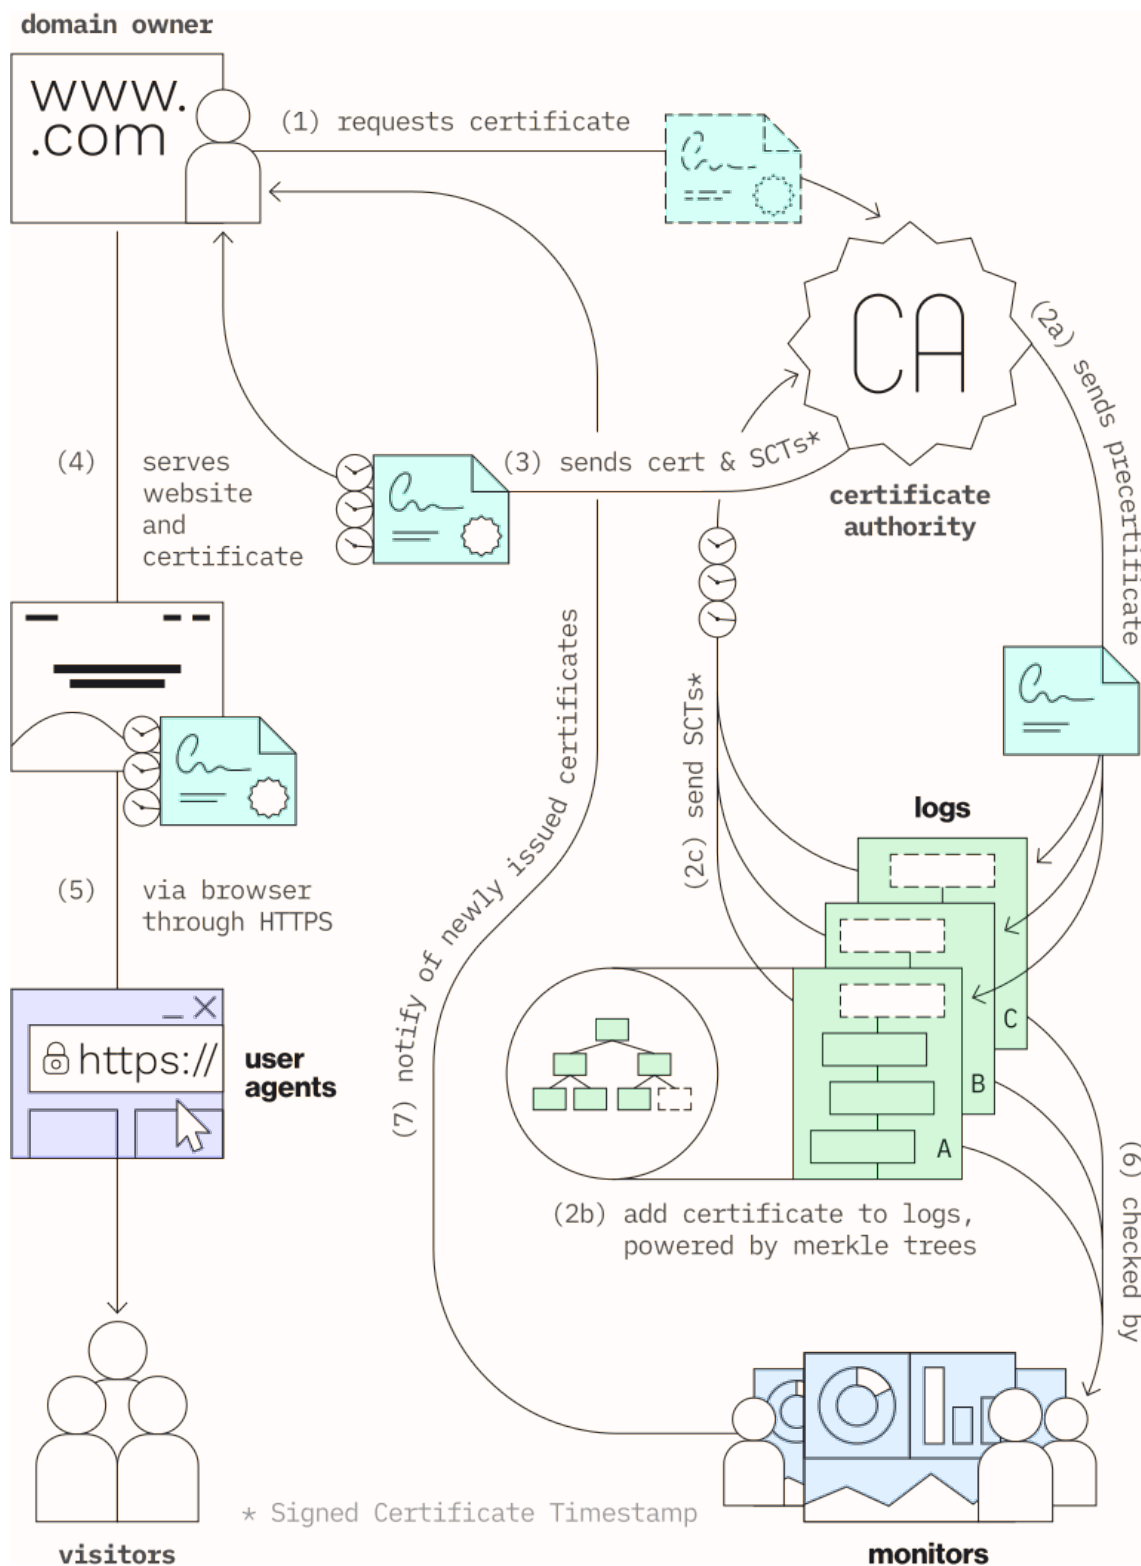 domain owner
www.
.com
(1) requests certificate
CA
certificate
authority
(2a) sends precertificate
(3) sends cert & SCTs*
(4) serves
website
and
certificate
(2c) send SCTs*
logs
C
B
A
(2b) add certificate to logs,
powered by merkle trees
(5) via browser
through HTTPS
https://
user
agents
(6) checked by
(7) notify of newly issued certificates
* Signed Certificate Timestamp
visitors
monitors